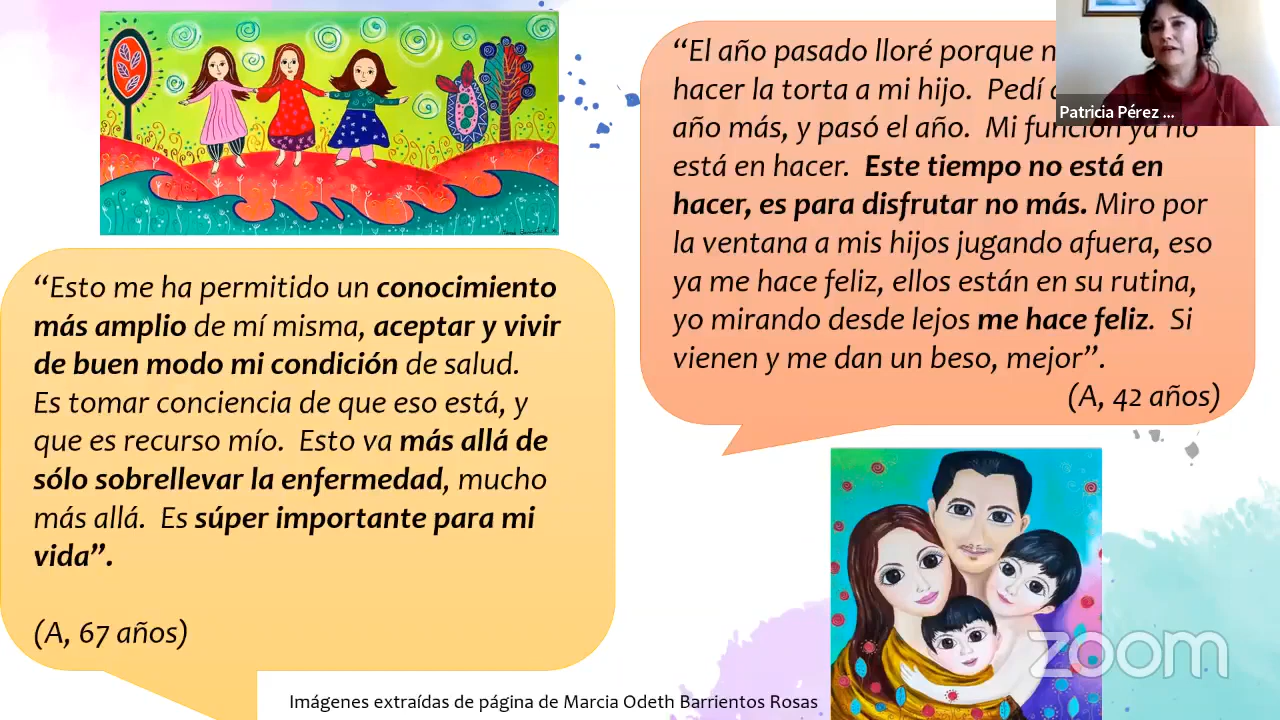 “El año pasado lloré porque
hacer la torta a mi hijo. Pedí
año más, y pasó el año. Mi función ya no
está en hacer. Este tiempo no está en
hacer, es para disfrutar no más. Miro por
la ventana a mis hijos jugando afuera, eso
ya me hace feliz, ellos están en su rutina,
yo mirando desde lejos me hace feliz. Si
vienen y me dan un beso, mejor”.
(A, 42 años)
Patricia Pérez ...
“Esto me ha permitido un conocimiento
más amplio de mí misma, aceptar y vivir
de buen modo mi condición de salud.
Es tomar conciencia de que eso está, y
que es recurso mío. Esto va más allá de
sólo sobrellevar la enfermedad, mucho
más allá. Es súper importante para mi
vida”.
(A, 67 años)
zoom
Imágenes extraídas de página de Marcia Odeth Barrientos Rosas